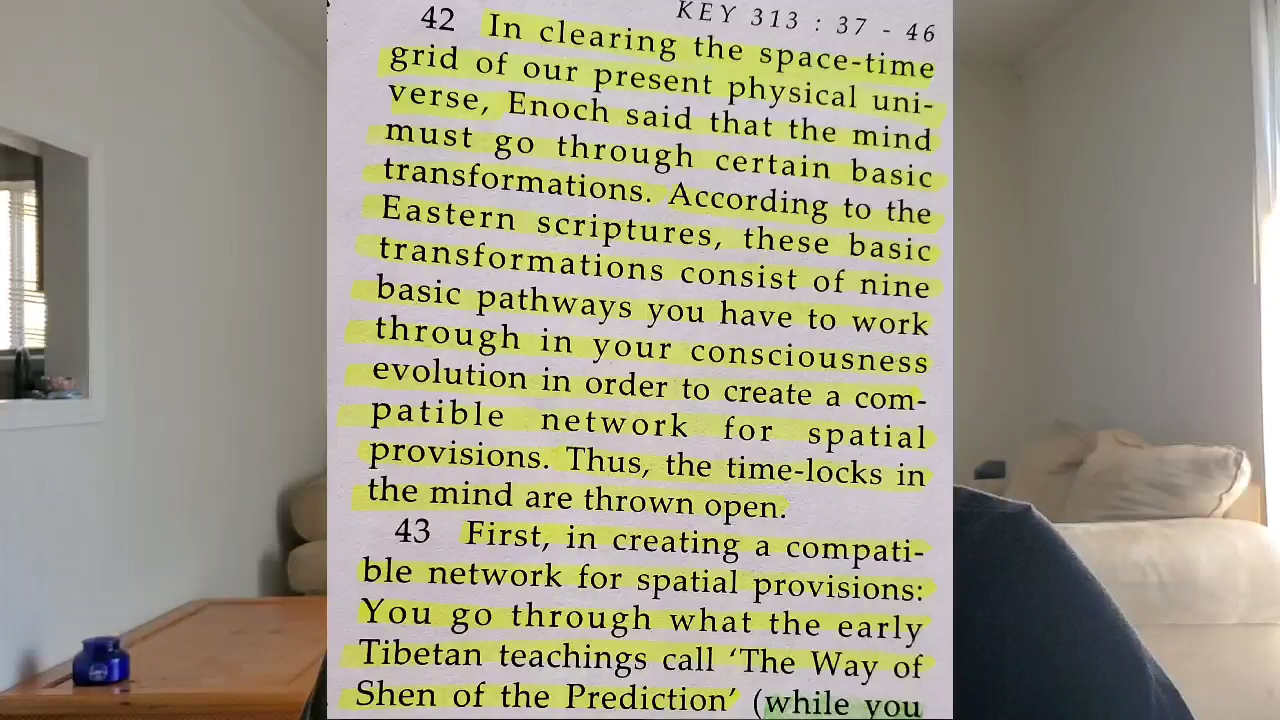 KEY 313 : 37 - 46
42 In clearing the space-time
grid of our present physical uni-
verse, Enoch said that the mind
must go through certain basic
transformations. According to the
Eastern scriptures, these basic
transformations consist of nine
basic pathways you have to work
through in your consciousness
evolution in order to create a com-
patible network for spatial
provisions. Thus, the time-locks in
the mind are thrown open.
43 First, in creating a compati-
ble network for spatial provisions:
You go through what the early
Tibetan teachings call ‘The Way of
Shen of the Prediction’ (while you